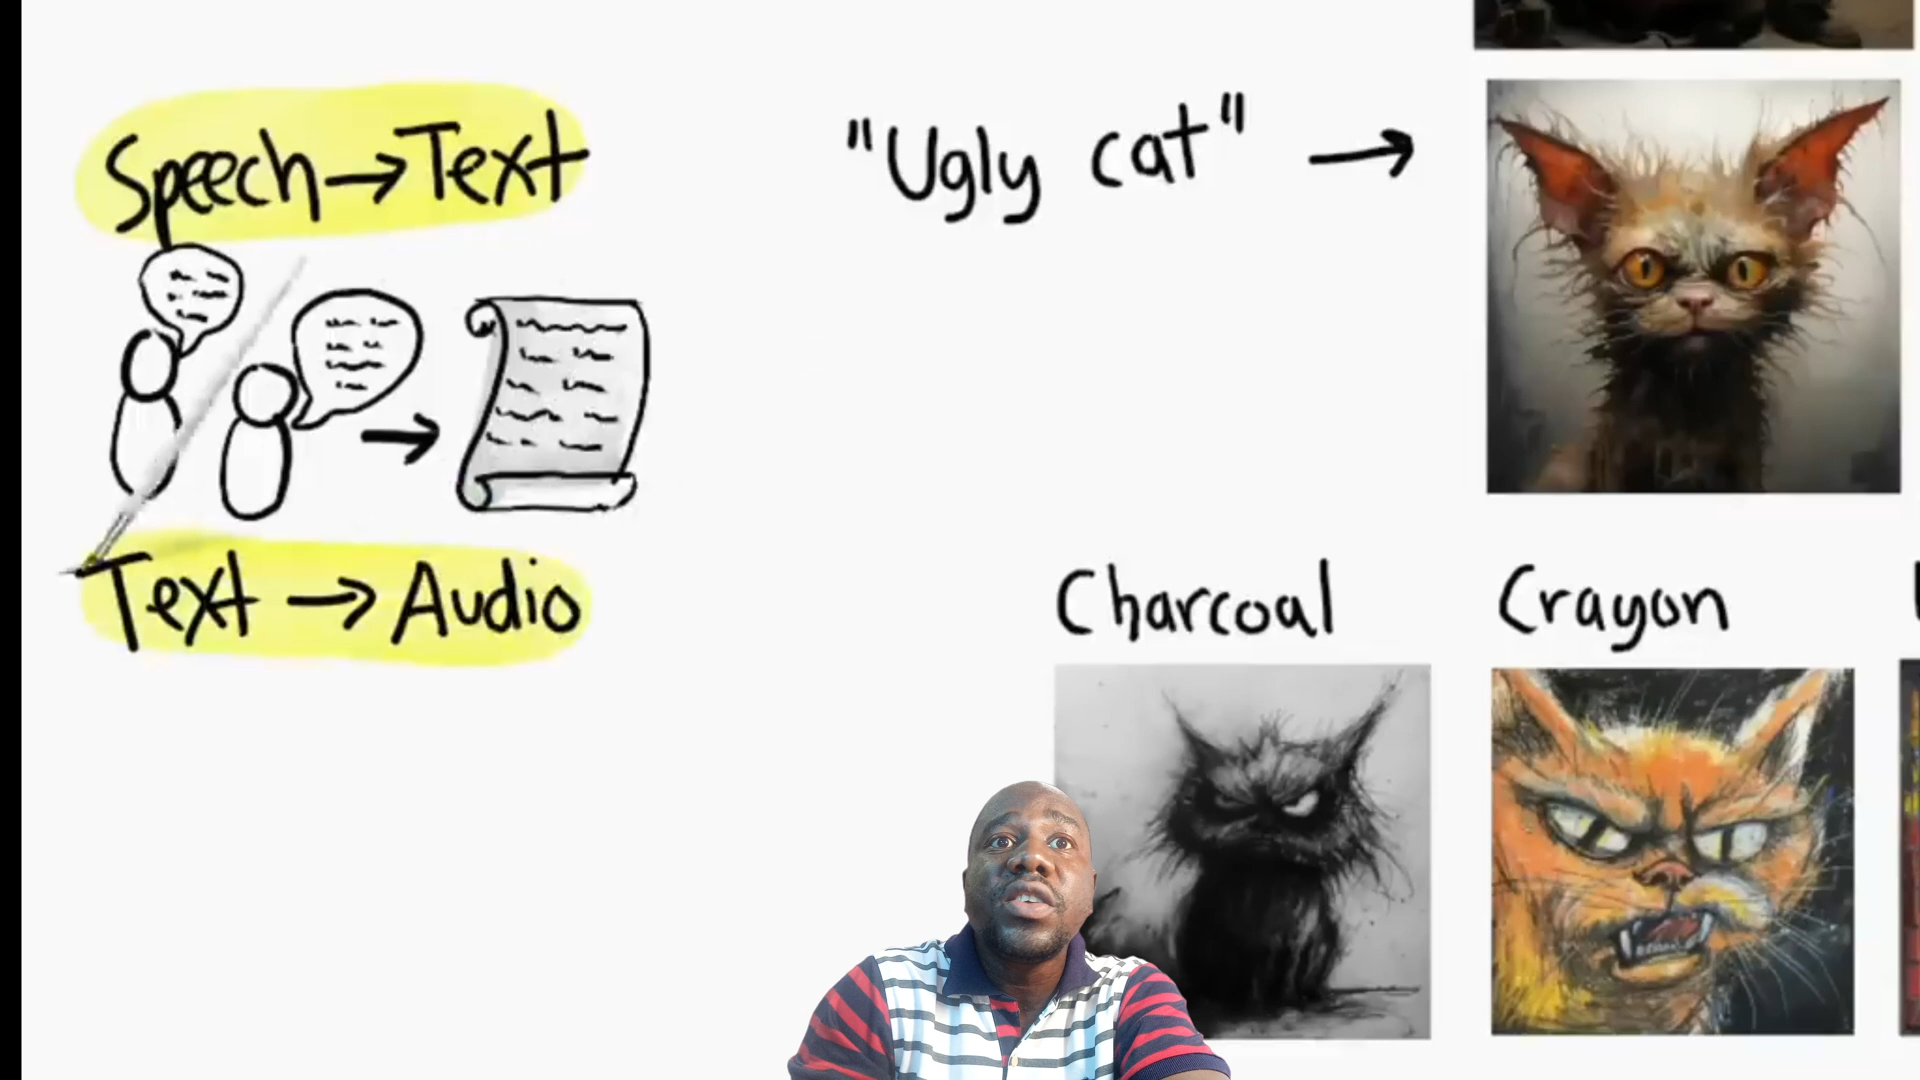 Speech → Text
"Ugly cat" →
Text → Audio
Charcoal
Crayon